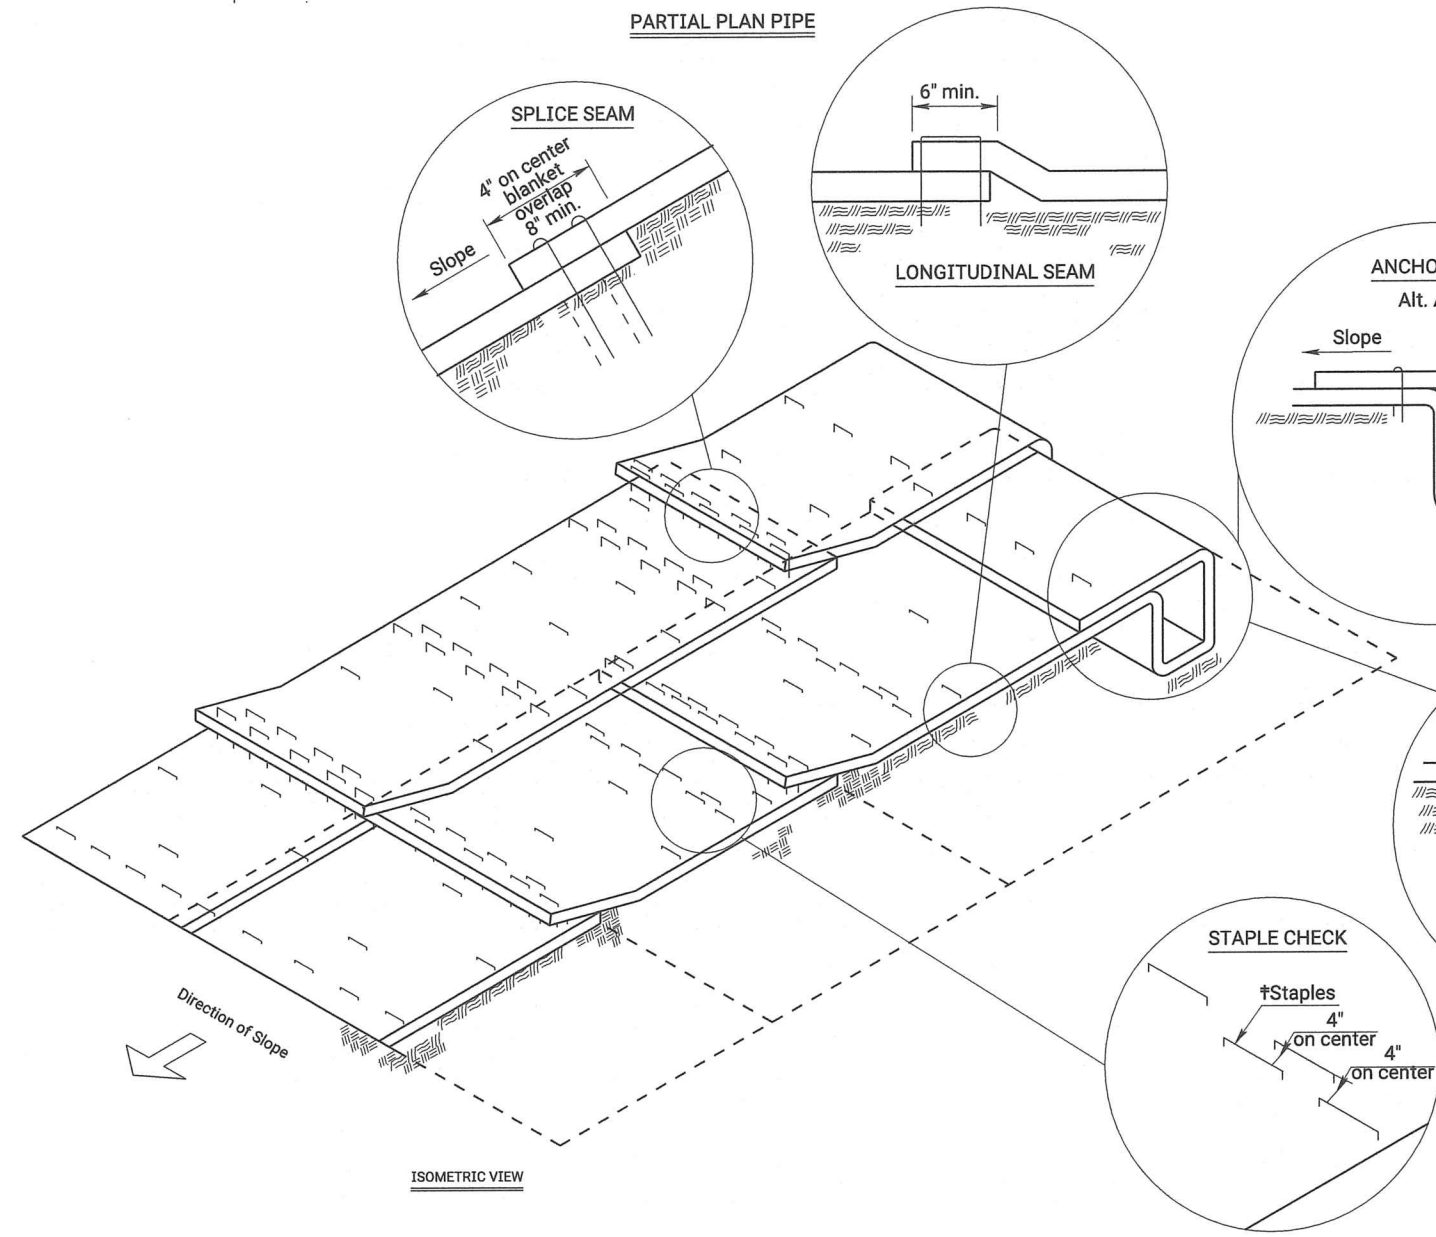 PARTIAL PLAN PIPE
SPLICE SEAM
4" on center
blanket
overlap
8" min.
Slope
6" min.
LONGITUDINAL SEAM
ANCHO
Alt. A
Slope
STAPLE CHECK
‡Staples
4"
on center
4"
on center
Direction of Slope
ISOMETRIC VIEW